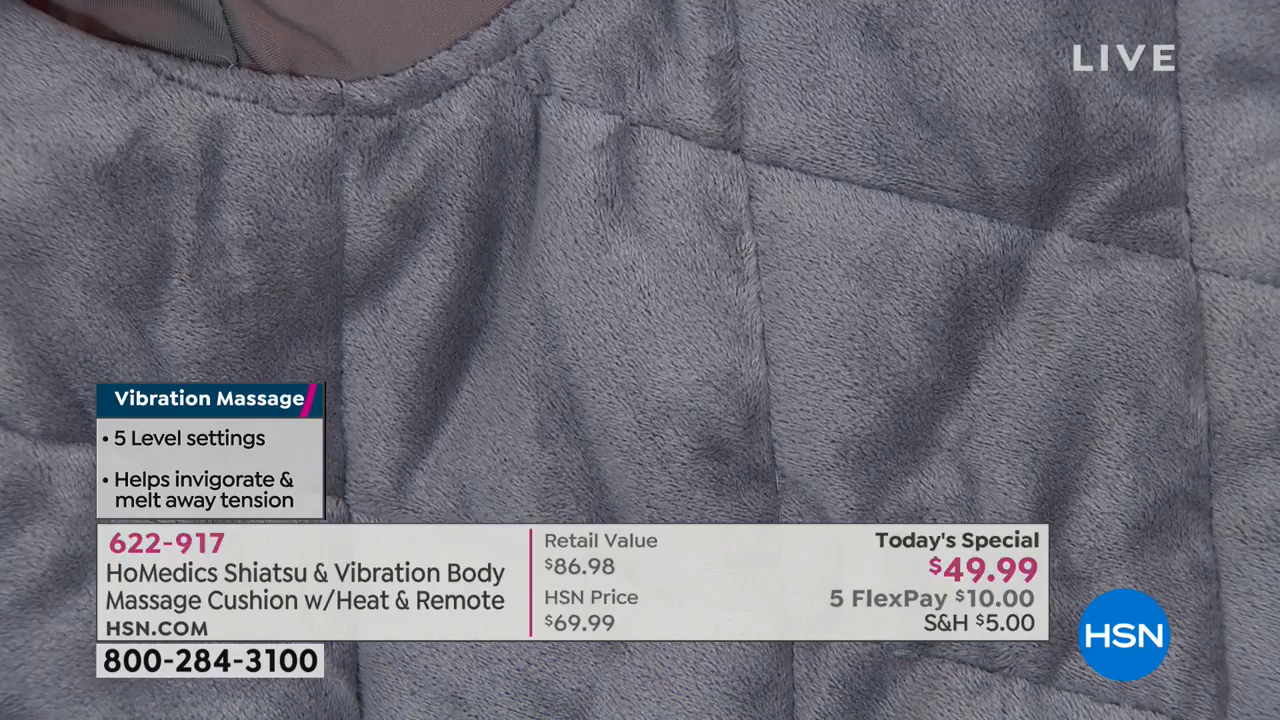 LIVE
Vibration Massage
• 5 Level settings
• Helps invigorate &
melt away tension
622-917
HoMedics Shiatsu & Vibration Body
Massage Cushion w/Heat & Remote
HSN.COM
Retail Value
$86.98
HSN Price
$69.99
Today's Special
$49.99
5 FlexPay $10.00
S&H $5.00
800-284-3100
HSN